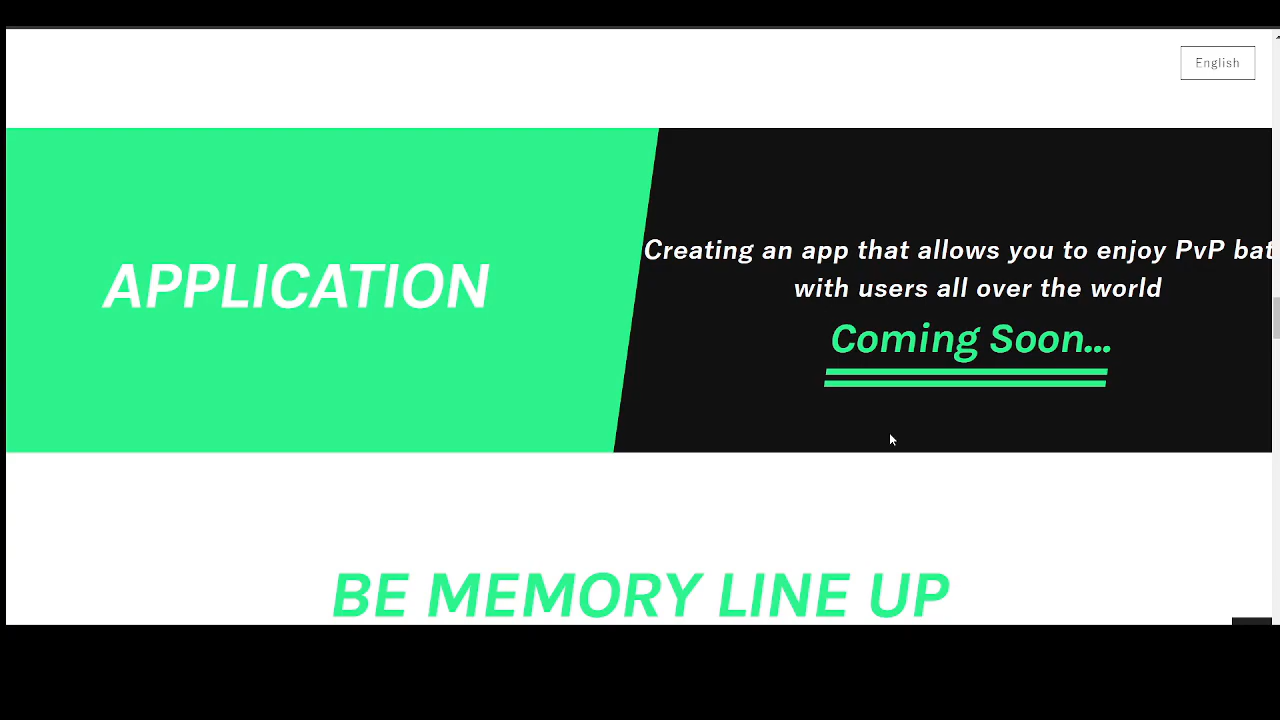 English
APPLICATION
Creating an app that allows you to enjoy PvP
with users all over the world
Coming Soon...
BE MEMORY LINE UP